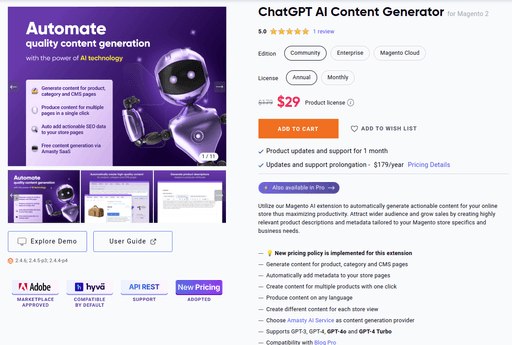 ChatGPT AI Content Generator for Magento 2
5.0 1 review
Edition Community Enterprise Magento Cloud
License Annual Monthly
$179 $29 Product license
ADD TO CART ADD TO WISH LIST
Product updates and support for 1 month
Updates and support prolongation - $179/year Pricing Details
Also available in Pro
Utilize our Magento AI extension to automatically generate actionable content for your online
store thus maximizing productivity. Attract wider audience and grow sales by creating highly
relevant product descriptions and metadata tailored to your Magento store specifics and
business needs.
— New pricing policy is implemented for this extension
— Generate content for product, category and CMS pages
— Automatically add metadata to your store pages
— Create content for multiple products with one click
— Produce content on any language
— Create different content for each store view
— Choose Amasty AI Service as content generation provider
— Supports GPT-3, GPT-4, GPT-4o and GPT-4 Turbo
— Compatibility with Blog Pro
Automate
quality content generation
with the power of AI technology
Generate content for product,
category and CMS pages
Produce content for multiple
pages in a single click
Auto add actionable SEO data
to your store pages
Free content generation via
Amasty SaaS
1 / 11
Automate
quality content generation
Explore Demo User Guide
2.4.6, 2.4.5-p3, 2.4.4-p4
Adobe
MARKETPLACE
APPROVED
hyvä
COMPATIBLE
BY DEFAULT
API REST
SUPPORT
New Pricing
ADOPTED